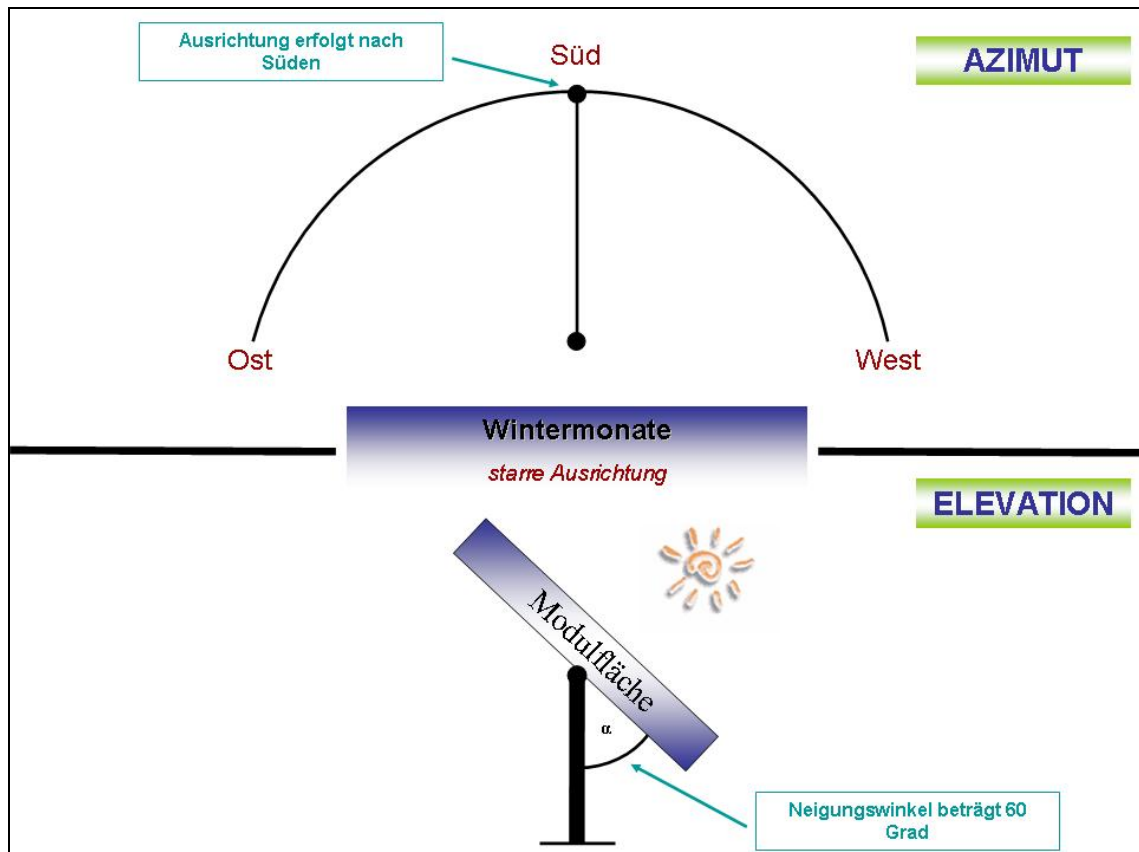 Ausrichtung erfolgt nach
Süden
Süd
AZIMUT
Ost
West
Wintermonate
starre Ausrichtung
ELEVATION
Modulfläche
α
Neigungswinkel beträgt 60
Grad